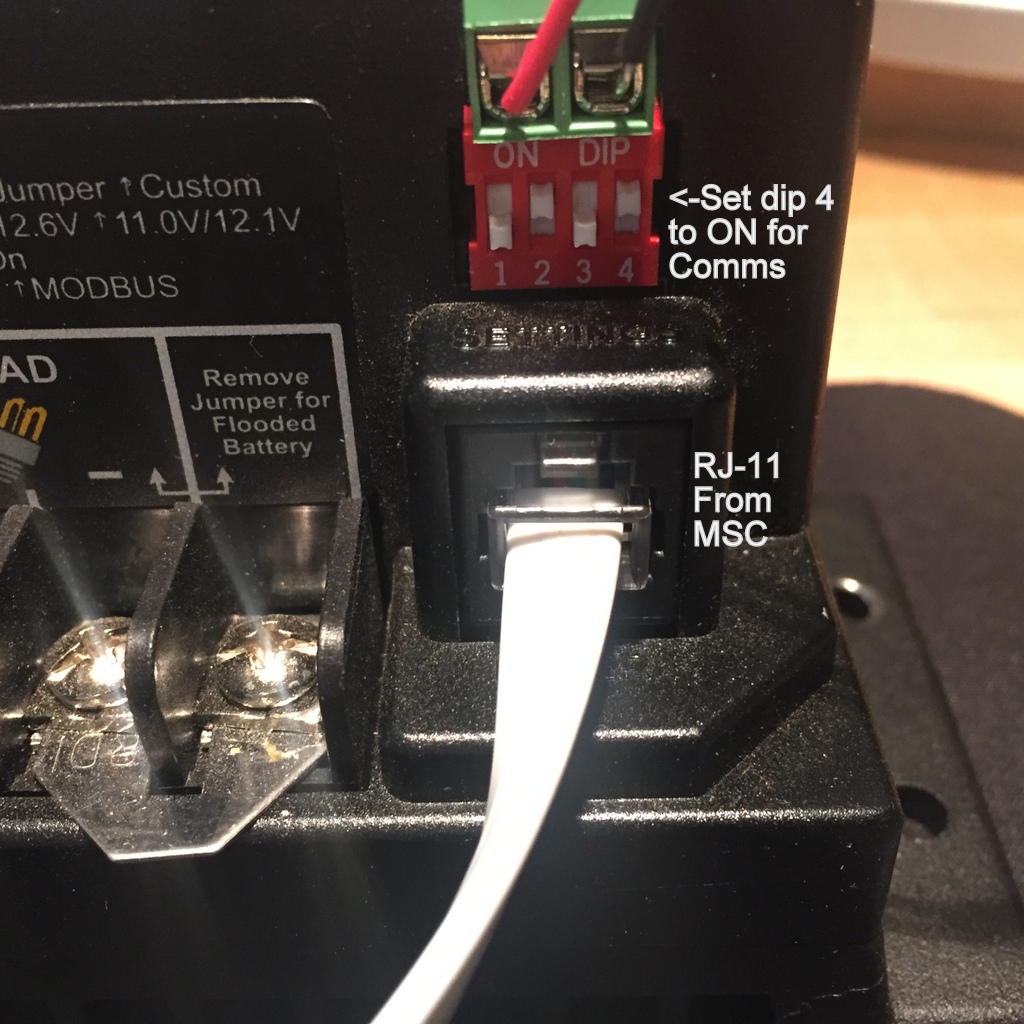 ON DIP
Jumper ↑ Custom
12.6V ↑ 11.0V/12.1V
On
↑ MODBUS
1 2 3 4
<-Set dip 4
to ON for
Comms
SETTINGS
AD
Remove
Jumper for
Flooded
Battery
RJ-11
From
MSC